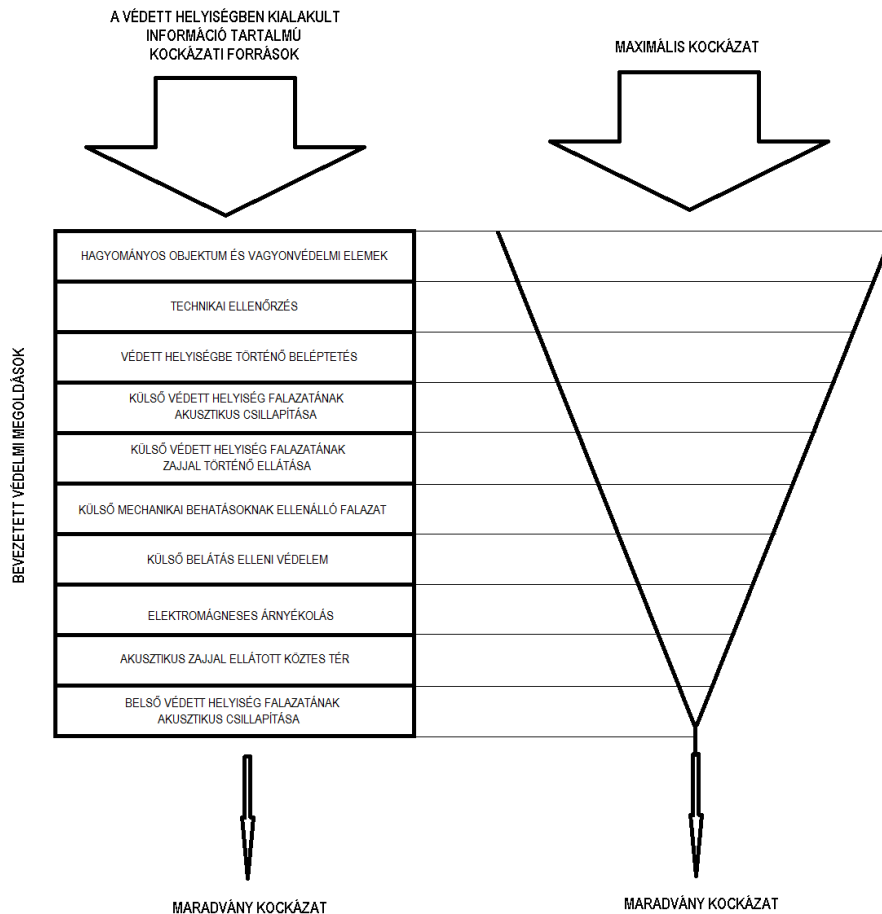 A VÉDETT HELYISÉGBEN KIALAKULT
INFORMÁCIÓ TARTALMÚ
KOCKÁZATI FORRÁSOK
MAXIMÁLIS KOCKÁZAT
BEVEZETETT VÉDELMI MEGOLDÁSOK
HAGYOMÁNYOS OBJEKTUM ÉS VAGYONVÉDELMI ELEMEK
TECHNIKAI ELLENŐRZÉS
VÉDETT HELYISÉGBE TÖRTÉNŐ BELÉPTETÉS
KÜLSŐ VÉDETT HELYISÉG FALAZATÁNAK
AKUSZTIKUS CSILLAPÍTÁSA
KÜLSŐ VÉDETT HELYISÉG FALAZATÁNAK
ZAJJAL TÖRTÉNŐ ELLÁTÁSA
KÜLSŐ MECHANIKAI BEHATÁSOKNAK ELLENÁLLÓ FALAZAT
KÜLSŐ BELÁTÁS ELLENI VÉDELEM
ELEKTROMÁGNESES ÁRNYÉKOLÁS
AKUSZTIKUS ZAJJAL ELLÁTOTT KÖZTES TÉR
BELSŐ VÉDETT HELYISÉG FALAZATÁNAK
AKUSZTIKUS CSILLAPÍTÁSA
MARADVÁNY KOCKÁZAT
MARADVÁNY KOCKÁZAT